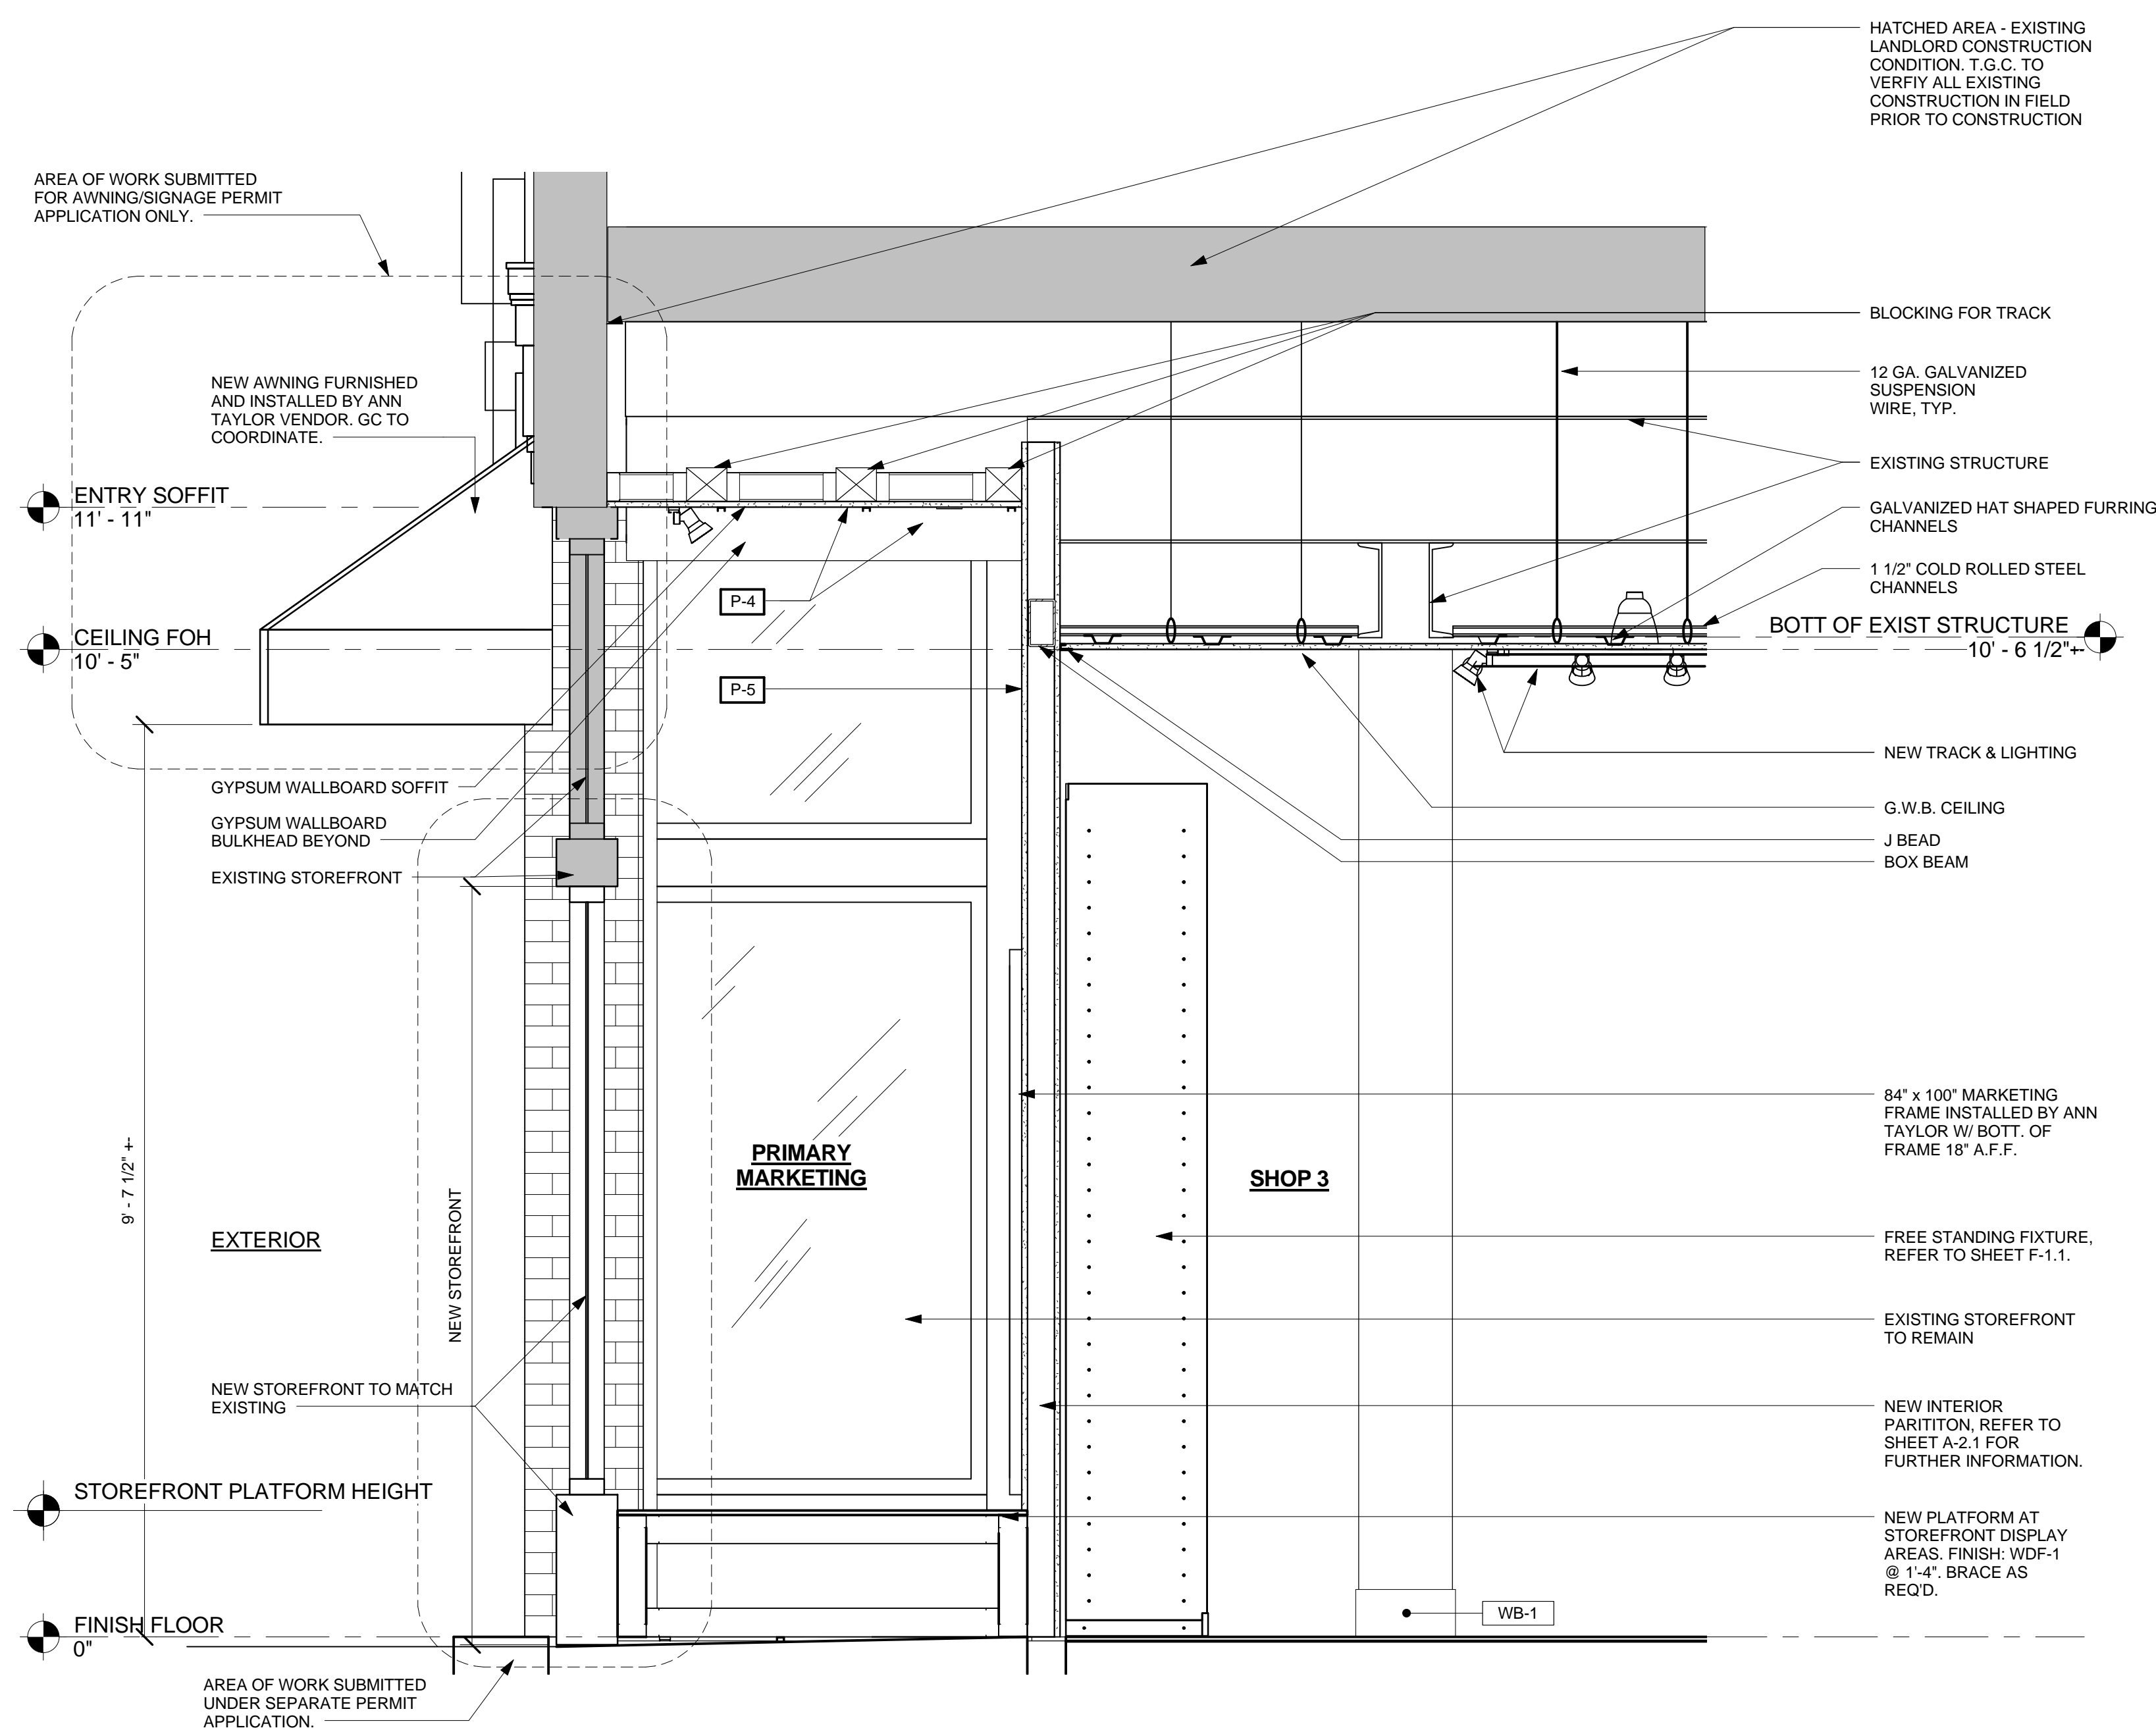 HATCHED AREA - EXISTING
LANDLORD CONSTRUCTION
CONDITION. T.G.C. TO
VERFIY ALL EXISTING
CONSTRUCTION IN FIELD
PRIOR TO CONSTRUCTION
AREA OF WORK SUBMITTED
FOR AWNING/SIGNAGE PERMIT
APPLICATION ONLY.
BLOCKING FOR TRACK
12 GA. GALVANIZED
SUSPENSION
WIRE, TYP.
NEW AWNING FURNISHED
AND INSTALLED BY ANN
TAYLOR VENDOR. GC TO
COORDINATE.
EXISTING STRUCTURE
ENTRY SOFFIT
11' - 11"
GALVANIZED HAT SHAPED FURRING
CHANNELS
1 1/2" COLD ROLLED STEEL
CHANNELS
P-4
BOTT OF EXIST STRUCTURE
10' - 6 1/2"+-
CEILING FOH
10' - 5"
P-5
NEW TRACK & LIGHTING
GYPSUM WALLBOARD SOFFIT
G.W.B. CEILING
GYPSUM WALLBOARD
BULKHEAD BEYOND
J BEAD
BOX BEAM
EXISTING STOREFRONT
84" x 100" MARKETING
FRAME INSTALLED BY ANN
TAYLOR W/ BOTT. OF
FRAME 18" A.F.F.
PRIMARY
MARKETING
SHOP 3
9' - 7 1/2" +-
EXTERIOR
NEW STOREFRONT
FREE STANDING FIXTURE,
REFER TO SHEET F-1.1.
EXISTING STOREFRONT
TO REMAIN
NEW STOREFRONT TO MATCH
EXISTING
NEW INTERIOR
PARITITON, REFER TO
SHEET A-2.1 FOR
FURTHER INFORMATION.
STOREFRONT PLATFORM HEIGHT
NEW PLATFORM AT
STOREFRONT DISPLAY
AREAS. FINISH: WDF-1
@ 1'-4". BRACE AS
REQ'D.
WB-1
FINISH FLOOR
0"
AREA OF WORK SUBMITTED
UNDER SEPARATE PERMIT
APPLICATION.